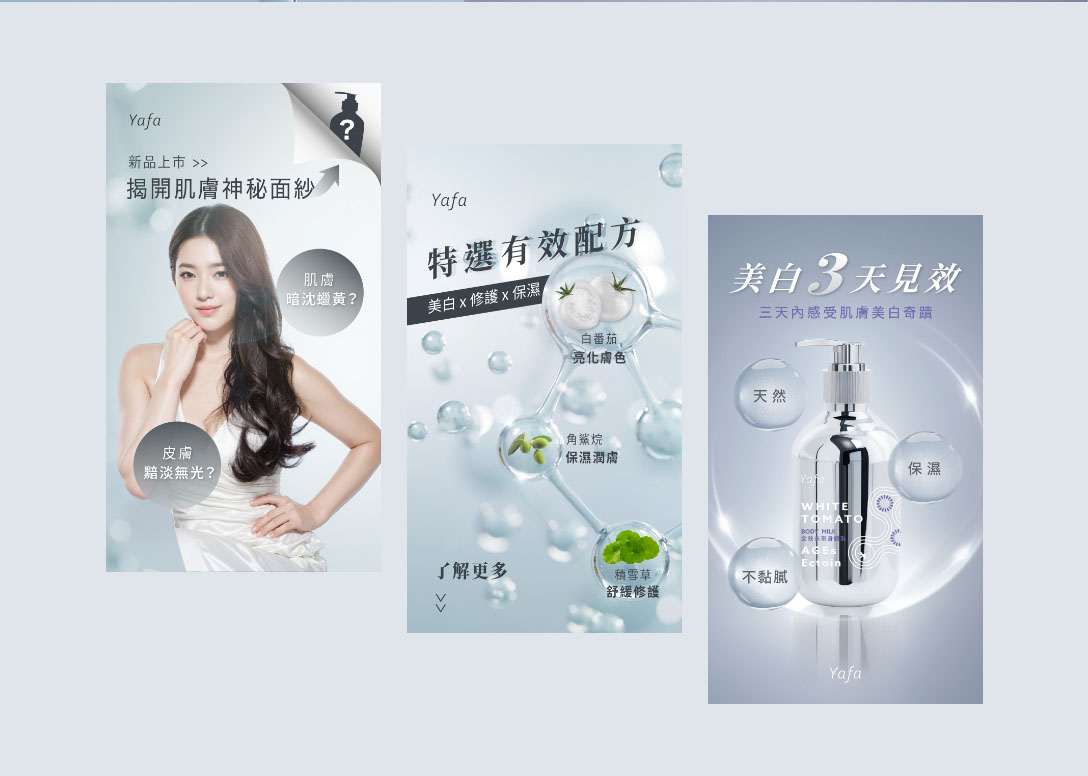 Yafa
?
新品上市 >>
揭開肌膚神秘面紗
肌膚
暗沈蠟黃?
皮膚
黯淡無光?
Yafa
特選有效配方
美白 x 修護 x 保濕
白番茄
亮化膚色
角鯊烷
保濕潤膚
積雪草
舒緩修護
了解更多
美白3天見效
三天內感受肌膚美白奇蹟
天然
保濕
不黏膩
Yafa
WHITE
TOMATO
BODY MILK
AGEs
Ectoin
Yafa